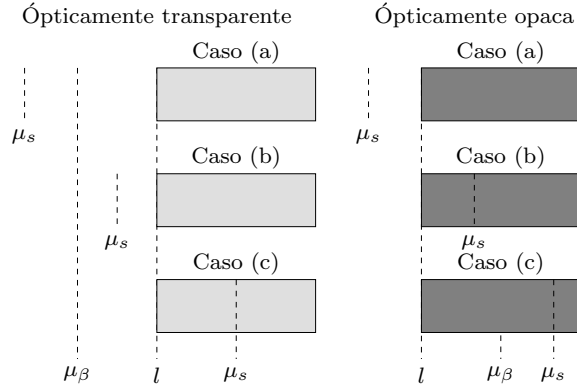 Ópticamente transparente
Ópticamente opaca
Caso (a)
Caso (a)
μs
μs
Caso (b)
Caso (b)
μs
μs
Caso (c)
Caso (c)
μβ
l
μs
l
μβ
μs